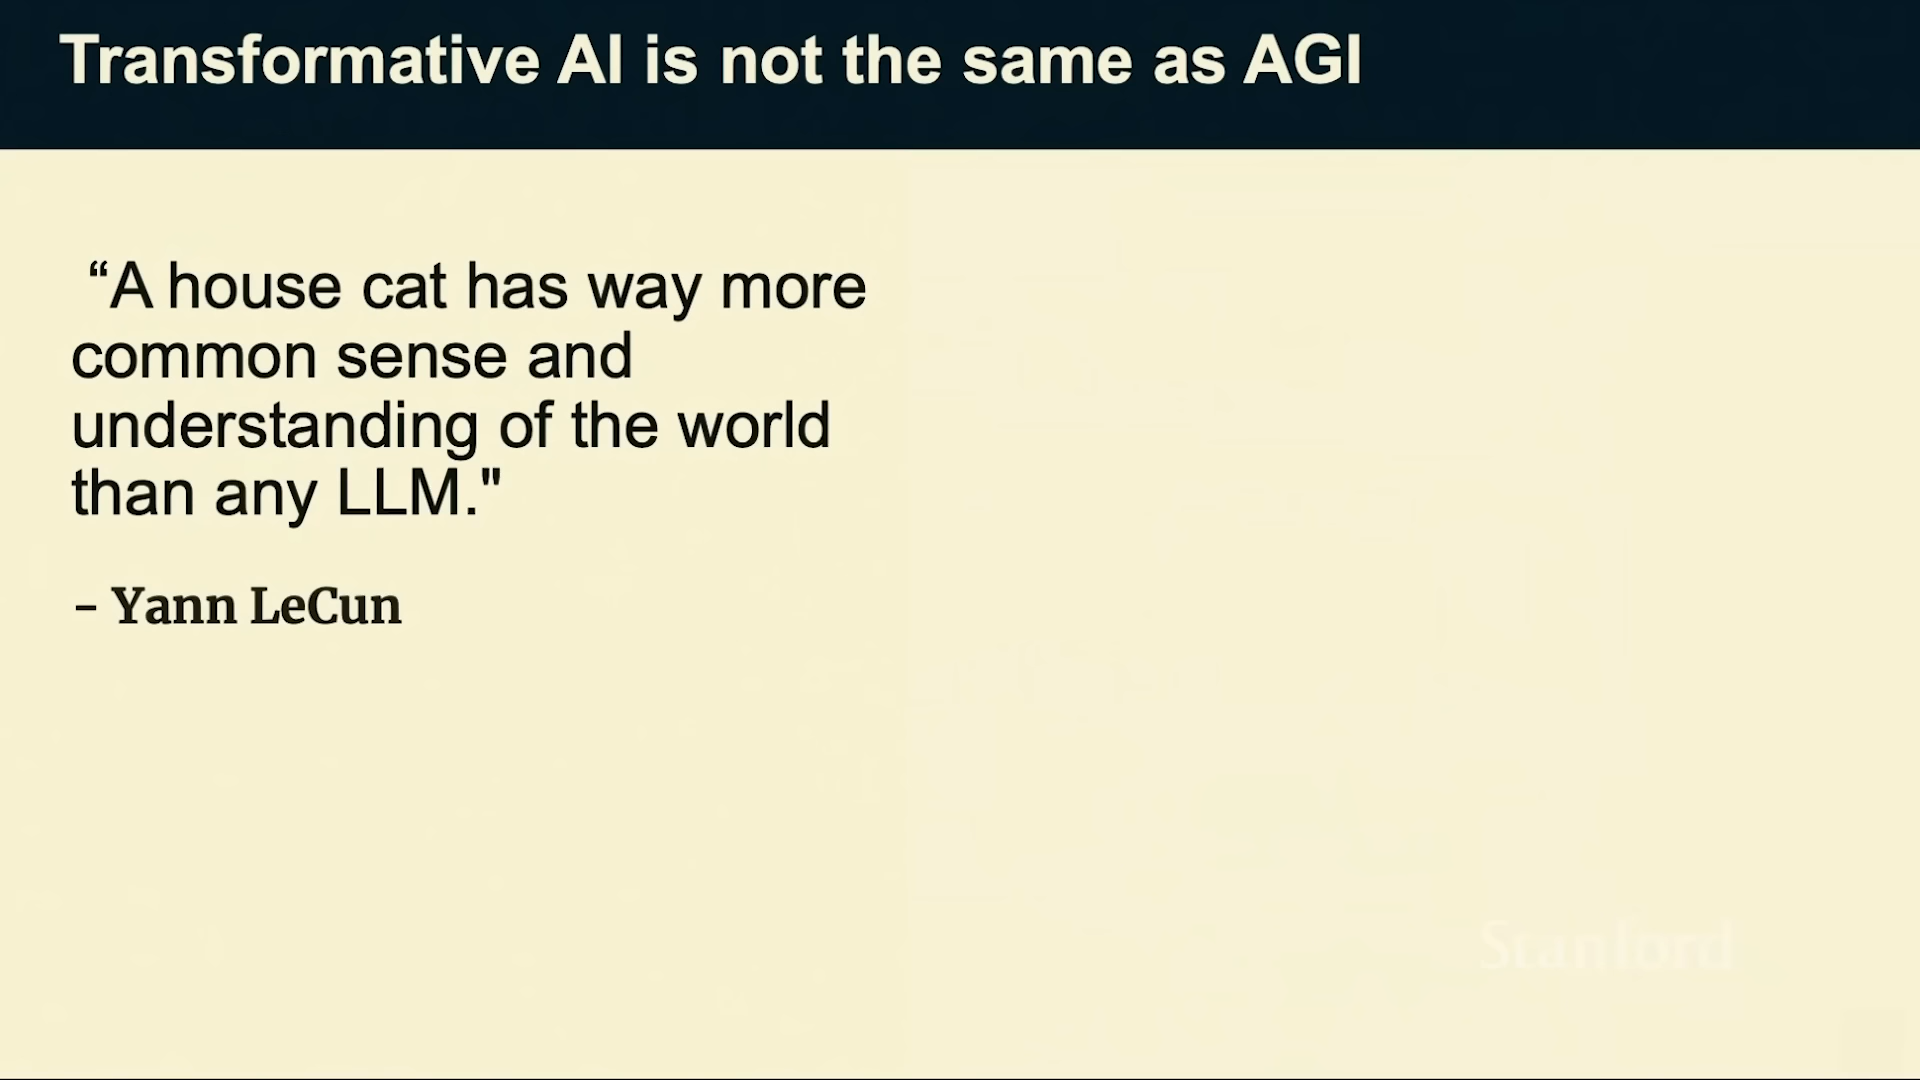 Transformative AI is not the same as AGI
“A house cat has way more
common sense and
understanding of the world
than any LLM."
– Yann LeCun
Stanford